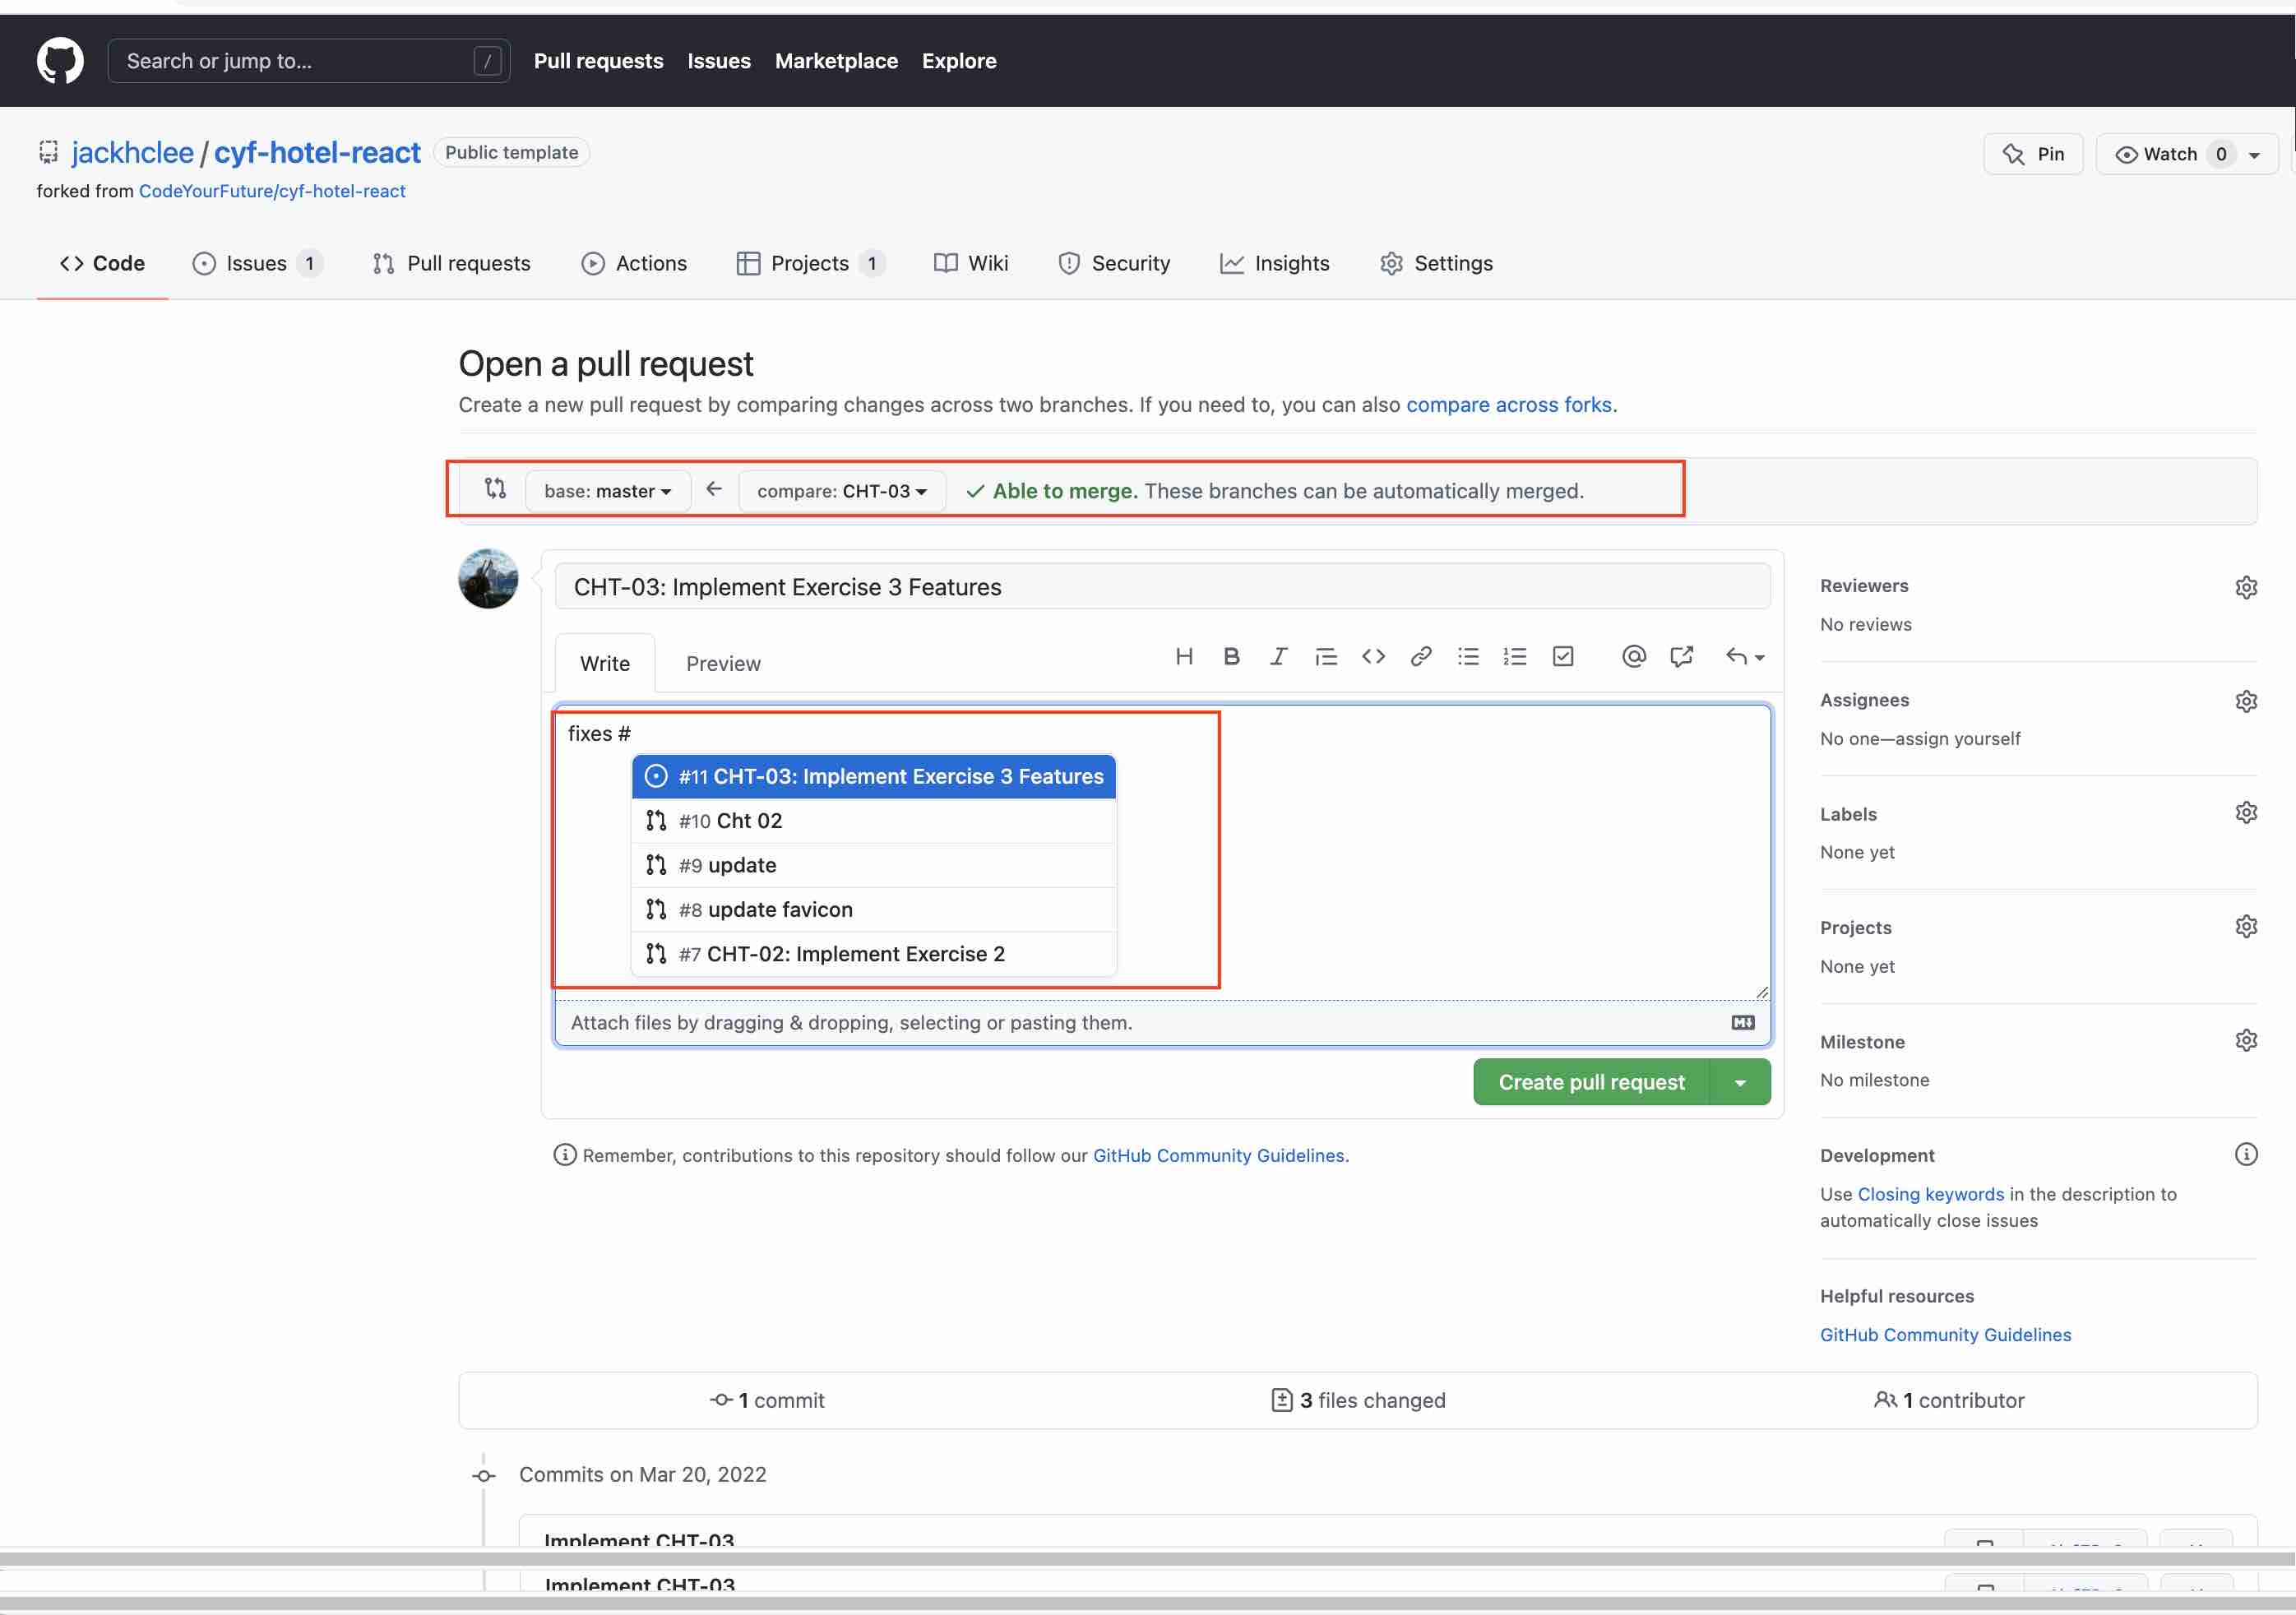 Search or jump to... /
Pull requests
Issues
Marketplace
Explore
jackhclee / cyf-hotel-react Public template
Pin
Watch 0
forked from CodeYourFuture/cyf-hotel-react
Code
Issues 1
Pull requests
Actions
Projects 1
Wiki
Security
Insights
Settings
Open a pull request
Create a new pull request by comparing changes across two branches. If you need to, you can also compare across forks.
base: master
compare: CHT-03
Able to merge. These branches can be automatically merged.
CHT-03: Implement Exercise 3 Features
Write
Preview
fixes #
#11 CHT-03: Implement Exercise 3 Features
#10 Cht 02
#9 update
#8 update favicon
#7 CHT-02: Implement Exercise 2
Attach files by dragging & dropping, selecting or pasting them.
Create pull request
Remember, contributions to this repository should follow our GitHub Community Guidelines.
Reviewers
No reviews
Assignees
No one—assign yourself
Labels
None yet
Projects
None yet
Milestone
No milestone
Development
Use Closing keywords in the description to
automatically close issues
Helpful resources
GitHub Community Guidelines
1 commit
3 files changed
1 contributor
Commits on Mar 20, 2022
Implement CHT-03
Implement CHT-03